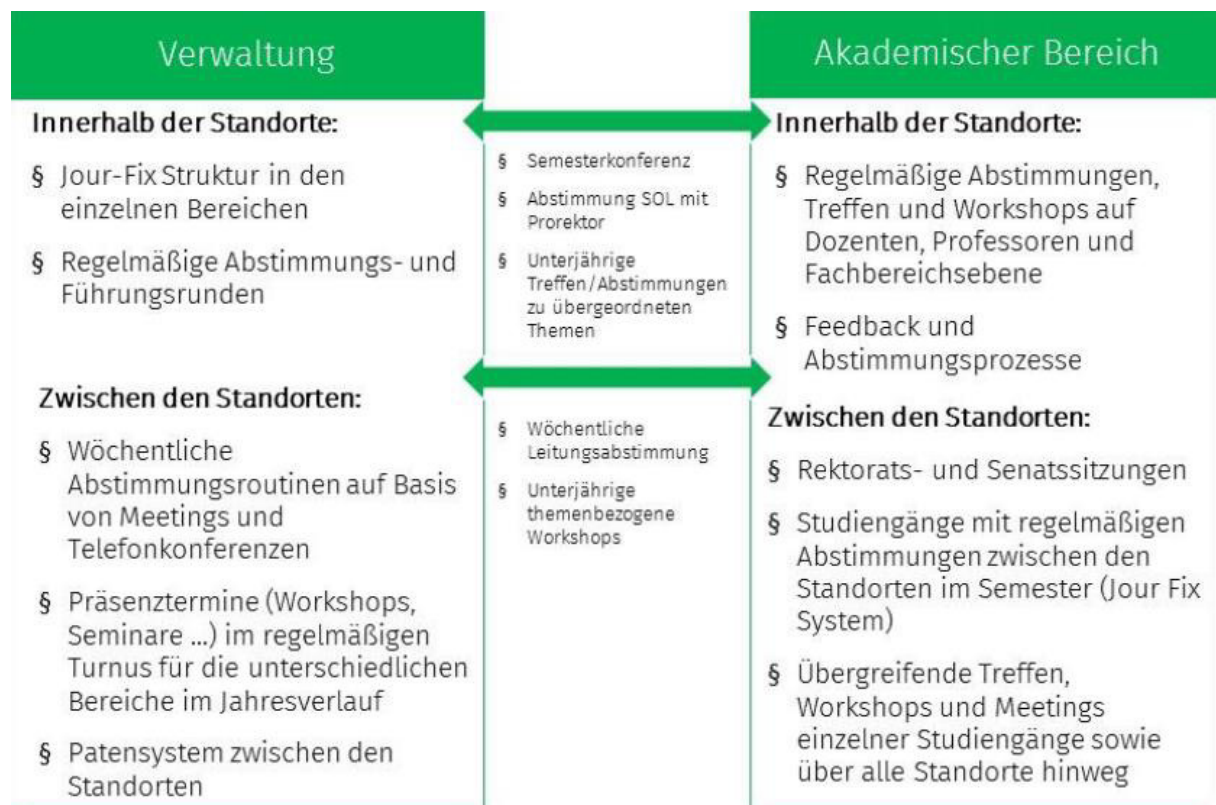 Verwaltung
Innerhalb der Standorte:
§ Jour-Fix Struktur in den
einzelnen Bereichen
§ Regelmäßige Abstimmungs- und
Führungsrunden
Zwischen den Standorten:
§ Wöchentliche
Abstimmungsroutinen auf Basis
von Meetings und
Telefonkonferenzen
§ Präsenztermine (Workshops,
Seminare ...) im regelmäßigen
Turnus für die unterschiedlichen
Bereiche im Jahresverlauf
§ Patensystem zwischen den
Standorten
§ Semesterkonferenz
§ Abstimmung SOL mit
Prorektor
§ Unterjährige
Treffen/Abstimmungen
zu übergeordneten
Themen
§ Wöchentliche
Leitungsabstimmung
§ Unterjährige
themenbezogene
Workshops
Akademischer Bereich
Innerhalb der Standorte:
§ Regelmäßige Abstimmungen,
Treffen und Workshops auf
Dozenten, Professoren und
Fachbereichsebene
§ Feedback und
Abstimmungsprozesse
Zwischen den Standorten:
§ Rektorats- und Senatssitzungen
§ Studiengänge mit regelmäßigen
Abstimmungen zwischen den
Standorten im Semester (Jour Fix
System)
§ Übergreifende Treffen,
Workshops und Meetings
einzelner Studiengänge sowie
über alle Standorte hinweg